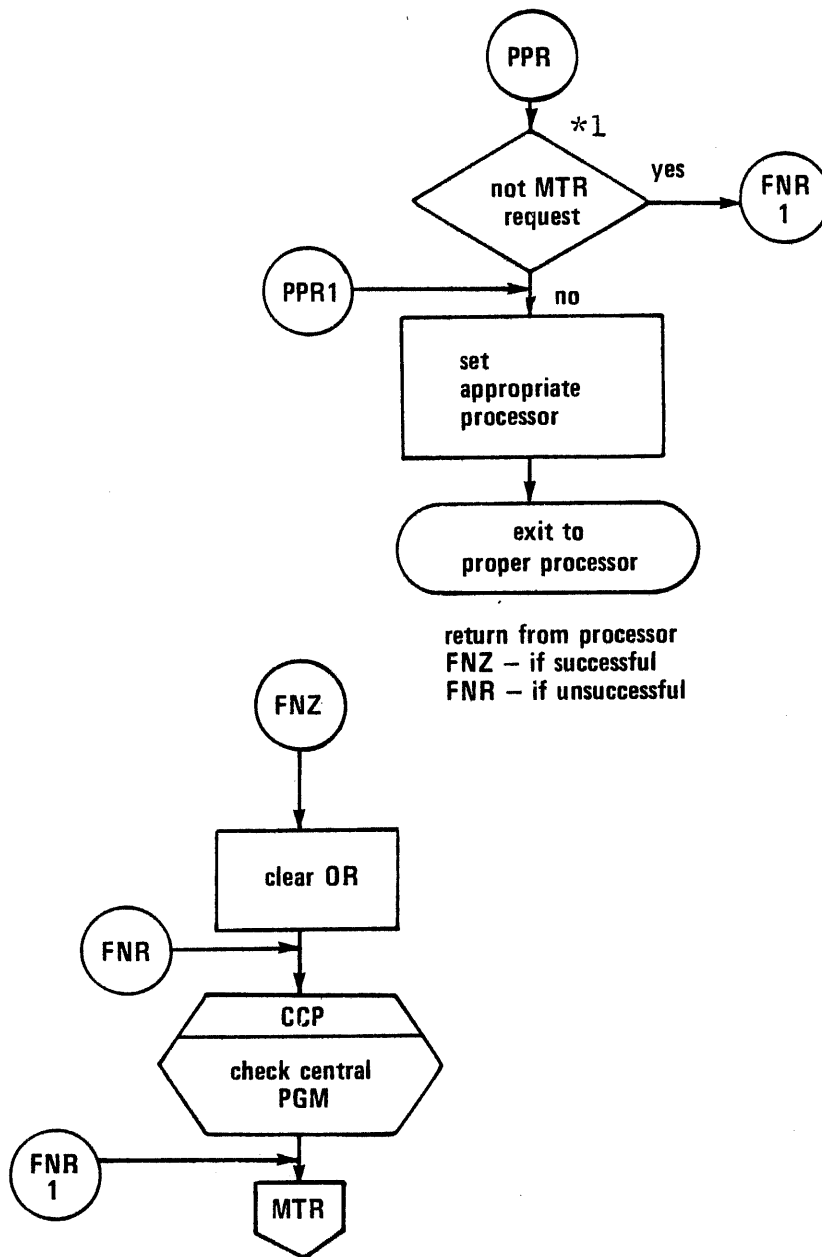 PPR
*1
not MTR
request
yes
FNR
1
PPR1
no
set
appropriate
processor
exit to
proper processor
return from processor
FNZ – if successful
FNR – if unsuccessful
FNZ
clear OR
FNR
CCP
check central
PGM
FNR
1
MTR